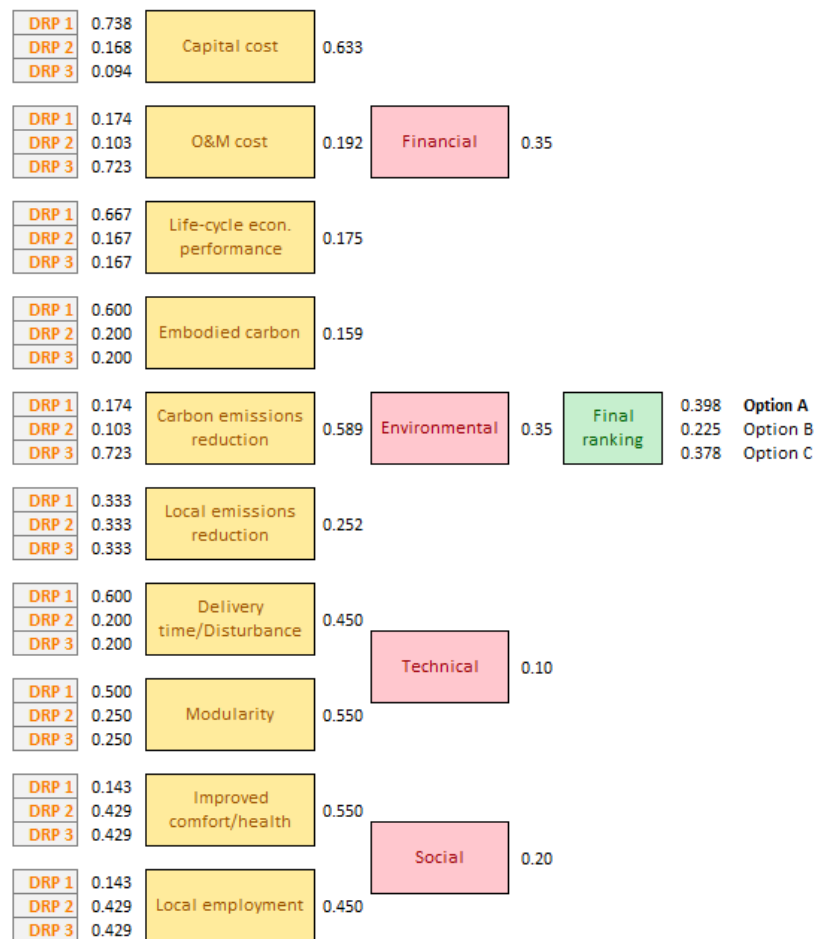 DRP 1 0.738
DRP 2 0.168
DRP 3 0.094
Capital cost
0.633
DRP 1 0.174
DRP 2 0.103
DRP 3 0.723
O&M cost
0.192
Financial
0.35
DRP 1 0.667
DRP 2 0.167
DRP 3 0.167
Life-cycle econ.
performance
0.175
DRP 1 0.600
DRP 2 0.200
DRP 3 0.200
Embodied carbon
0.159
DRP 1 0.174
DRP 2 0.103
DRP 3 0.723
Carbon emissions
reduction
0.589
Environmental
0.35
Final
ranking
0.398 Option A
0.225 Option B
0.378 Option C
DRP 1 0.333
DRP 2 0.333
DRP 3 0.333
Local emissions
reduction
0.252
DRP 1 0.600
DRP 2 0.200
DRP 3 0.200
Delivery
time/Disturbance
0.450
Technical
0.10
DRP 1 0.500
DRP 2 0.250
DRP 3 0.250
Modularity
0.550
DRP 1 0.143
DRP 2 0.429
DRP 3 0.429
Improved
comfort/health
0.550
Social
0.20
DRP 1 0.143
DRP 2 0.429
DRP 3 0.429
Local employment
0.450